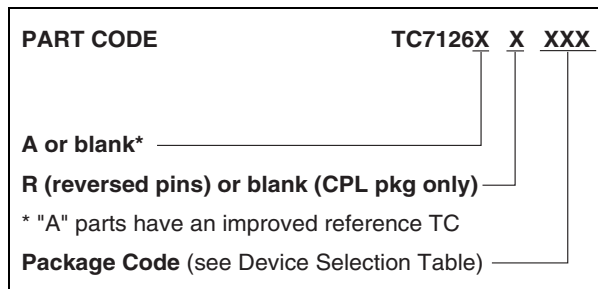 PART CODE TC7126X X XXX
A or blank*
R (reversed pins) or blank (CPL pkg only)
* "A" parts have an improved reference TC
Package Code (see Device Selection Table)